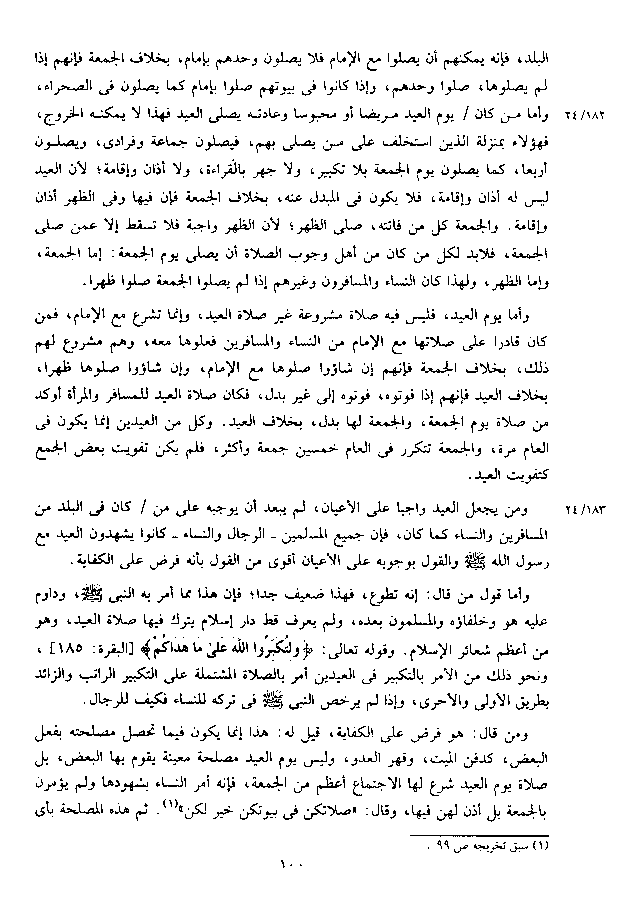 البلد، فإنه يمكنهم أن يصلوا مع الإمام فلا يصلون وحدهم بإمام، بخلاف الجمعة فإنهم إذا
لم يصلوها، صلوا وحدهم، وإذا كانوا فى بيوتهم صلوا بإمام كما يصلون فى الصحراء،
٢٤/١٨٢ وأما من كان / يوم العيد مريضا أو محبوسا وعادته يصلى العيد فهذا لا يمكنه الخروج،
فهؤلاء بمنزلة الذين استخلف على من يصلى بهم، فيصلون جماعة وفرادى، ويصلون
أربعا، كما يصلون يوم الجمعة بلا تكبير، ولا جهر بالقراءة، ولا أذان وإقامة؛ لأن العيد
ليس له أذان وإقامة، فلا يكون فى المبدل عنه، بخلاف الجمعة فإن فيها وفى الظهر أذان
وإقامة. والجمعة كل من فاتته، صلى الظهر؛ لأن الظهر واجبة فلا تسقط إلا عمن صلى
الجمعة، فلابد لكل من كان من أهل وجوب الصلاة أن يصلى يوم الجمعة: إما الجمعة،
وإما الظهر، ولهذا كان النساء والمسافرون وغيرهم إذا لم يصلوا الجمعة صلوا ظهرا.
وأما يوم العيد، فليس فيه صلاة مشروعة غير صلاة العيد، وإنما تشرع مع الإمام، فمن
كان قادرا على صلاتها مع الإمام من النساء والمسافرين فعلوها معه، وهم مشروع لهم
ذلك، بخلاف الجمعة فإنهم إن شاؤوا صلوها مع الإمام، وإن شاؤوا صلوها ظهرا،
بخلاف العيد فإنهم إذا فوتوه، فوتوه إلى غير بدل، فكان صلاة العيد للمسافر والمرأة أوكد
من صلاة يوم الجمعة، والجمعة لها بدل، بخلاف العيد. وكل من العيدين إنما يكون فى
العام مرة، والجمعة تتكرر فى العام خمسين جمعة وأكثر، فلم يكن تفويت بعض الجمع
كتفويت العيد.
٢٤/١٨٣ ومن يجعل العيد واجبا على الأعيان، لم يبعد أن يوجبه على من / كان فى البلد من
المسافرين والنساء كما كان، فإن جميع المسلمين ـ الرجال والنساء ـ كانوا يشهدون العيد مع
رسول الله ﷺ والقول بوجوبه على الأعيان أقوى من القول بأنه فرض على الكفاية.
وأما قول من قال: إنه تطوع، فهذا ضعيف جدا؛ فإن هذا مما أمر به النبي ﷺ، وداوم
عليه هو وخلفاؤه والمسلمون بعده، ولم يعرف قط دار إسلام يترك فيها صلاة العيد، وهو
من أعظم شعائر الإسلام. وقوله تعالى: ﴿وَلِتُكَبِّرُوا اللَّهَ عَلَىٰ مَا هَدَاكُمْ﴾ [البقرة: ١٨٥] ،
ونحو ذلك من الأمر بالتكبير فى العيدين أمر بالصلاة المشتملة على التكبير الراتب والزائد
بطريق الأولى والأحرى، وإذا لم يرخص النبي ﷺ فى تركه للنساء فكيف للرجال.
ومن قال: هو فرض على الكفاية، قيل له: هذا إنما يكون فيما تحصل مصلحته بفعل
البعض، كدفن الميت، وقهر العدو، وليس يوم العيد مصلحة معينة يقوم بها البعض، بل
صلاة يوم العيد شرع لها الاجتماع أعظم من الجمعة، فإنه أمر النساء بشهودها ولم يؤمرن
بالجمعة بل أذن لهن فيها، وقال: «صلاتكن فى بيوتكن خير لكن»(١). ثم هذه المصلحة بأى
(١) سبق تخريجه ص ٩٩ .
١٠٠